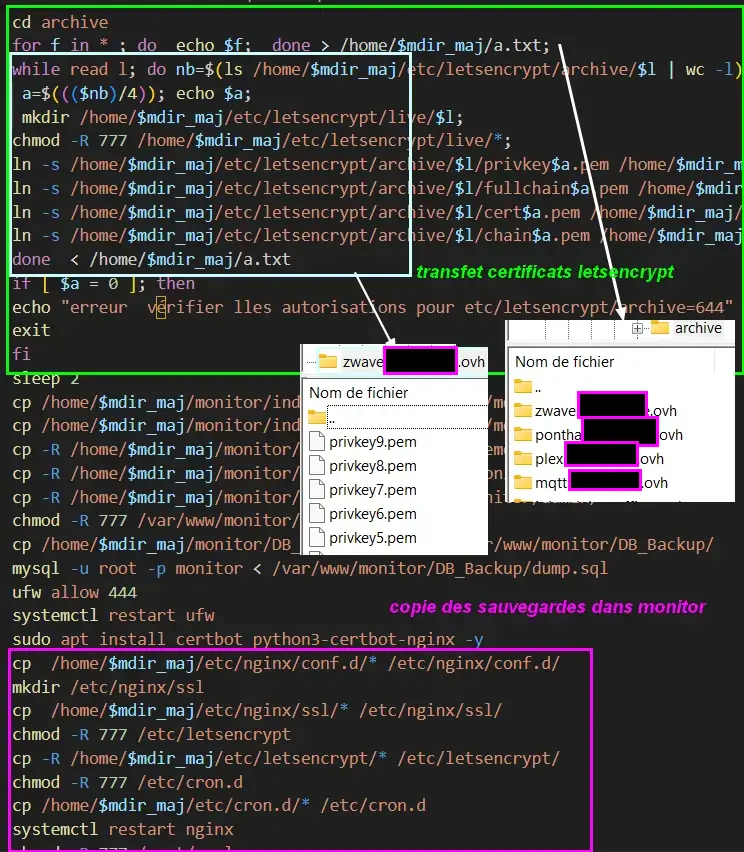 cd archive
for f in * ; do echo $f; done > /home/$mdir_maj/a.txt;
while read l; do nb=$(ls /home/$mdir_maj/etc/letsencrypt/archive/$l | wc -l)
a=$((($nb)/4)); echo $a;
mkdir /home/$mdir_maj/etc/letsencrypt/live/$l;
chmod -R 777 /home/$mdir_maj/etc/letsencrypt/live/*;
ln -s /home/$mdir_maj/etc/letsencrypt/archive/$l/privkey$a.pem /home/$mdir_m
ln -s /home/$mdir_maj/etc/letsencrypt/archive/$l/fullchain$a.pem /home/$mdir
ln -s /home/$mdir_maj/etc/letsencrypt/archive/$l/cert$a.pem /home/$mdir_maj/
ln -s /home/$mdir_maj/etc/letsencrypt/archive/$l/chain$a.pem /home/$mdir_maj
done < /home/$mdir_maj/a.txt
transfet certificats letsencrypt
if [ $a = 0 ]; then
echo "erreur vérifier lles autorisations pour etc/letsencrypt/archive=644"
exit
fi
archive
Nom de fichier
..
zwave .ovh
pontha ovh
plex ovh
mqtt .ovh
zwave .ovh
Nom de fichier
..
privkey9.pem
privkey8.pem
privkey7.pem
privkey6.pem
privkey5.pem
sleep 2
cp /home/$mdir_maj/monitor/ind
cp /home/$mdir_maj/monitor/inc
cp -R /home/$mdir_maj/monitor/
cp -R /home/$mdir_maj/monitor/
cp -R /home/$mdir_maj/monitor/
chmod -R 777 /var/www/monitor/
cp /home/$mdir_maj/monitor/DB_ /www/monitor/DB_Backup/
mysql -u root -p monitor < /var/www/monitor/DB_Backup/dump.sql
ufw allow 444
systemctl restart ufw
copie des sauvegardes dans monitor
sudo apt install certbot python3-certbot-nginx -y
cp /home/$mdir_maj/etc/nginx/conf.d/* /etc/nginx/conf.d/
mkdir /etc/nginx/ssl
cp /home/$mdir_maj/etc/nginx/ssl/* /etc/nginx/ssl/
chmod -R 777 /etc/letsencrypt
cp -R /home/$mdir_maj/etc/letsencrypt/* /etc/letsencrypt/
chmod -R 777 /etc/cron.d
cp /home/$mdir_maj/etc/cron.d/* /etc/cron.d
systemctl restart nginx